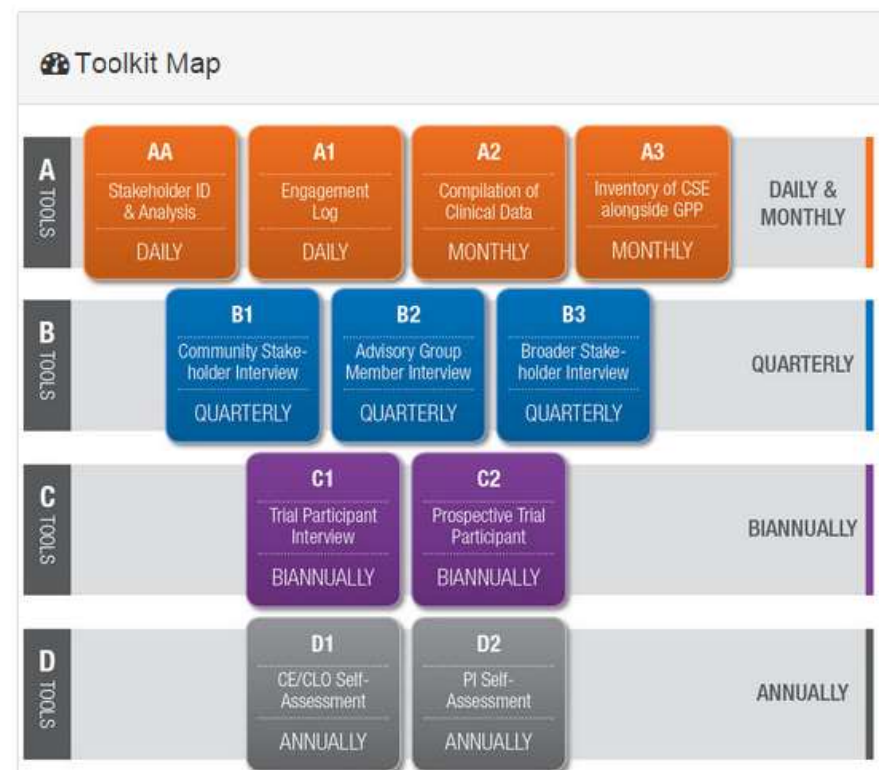 Toolkit Map
A
TOOLS
AA
Stakeholder ID
& Analysis
DAILY
A1
Engagement
Log
DAILY
A2
Compilation of
Clinical Data
MONTHLY
A3
Inventory of CSE
alongside GPP
MONTHLY
DAILY &
MONTHLY
B
TOOLS
B1
Community Stake-
holder Interview
QUARTERLY
B2
Advisory Group
Member Interview
QUARTERLY
B3
Broader Stake-
holder Interview
QUARTERLY
QUARTERLY
C
TOOLS
C1
Trial Participant
Interview
BIANNUALLY
C2
Prospective Trial
Participant
BIANNUALLY
BIANNUALLY
D
TOOLS
D1
CE/CLO Self-
Assessment
ANNUALLY
D2
PI Self-
Assessment
ANNUALLY
ANNUALLY